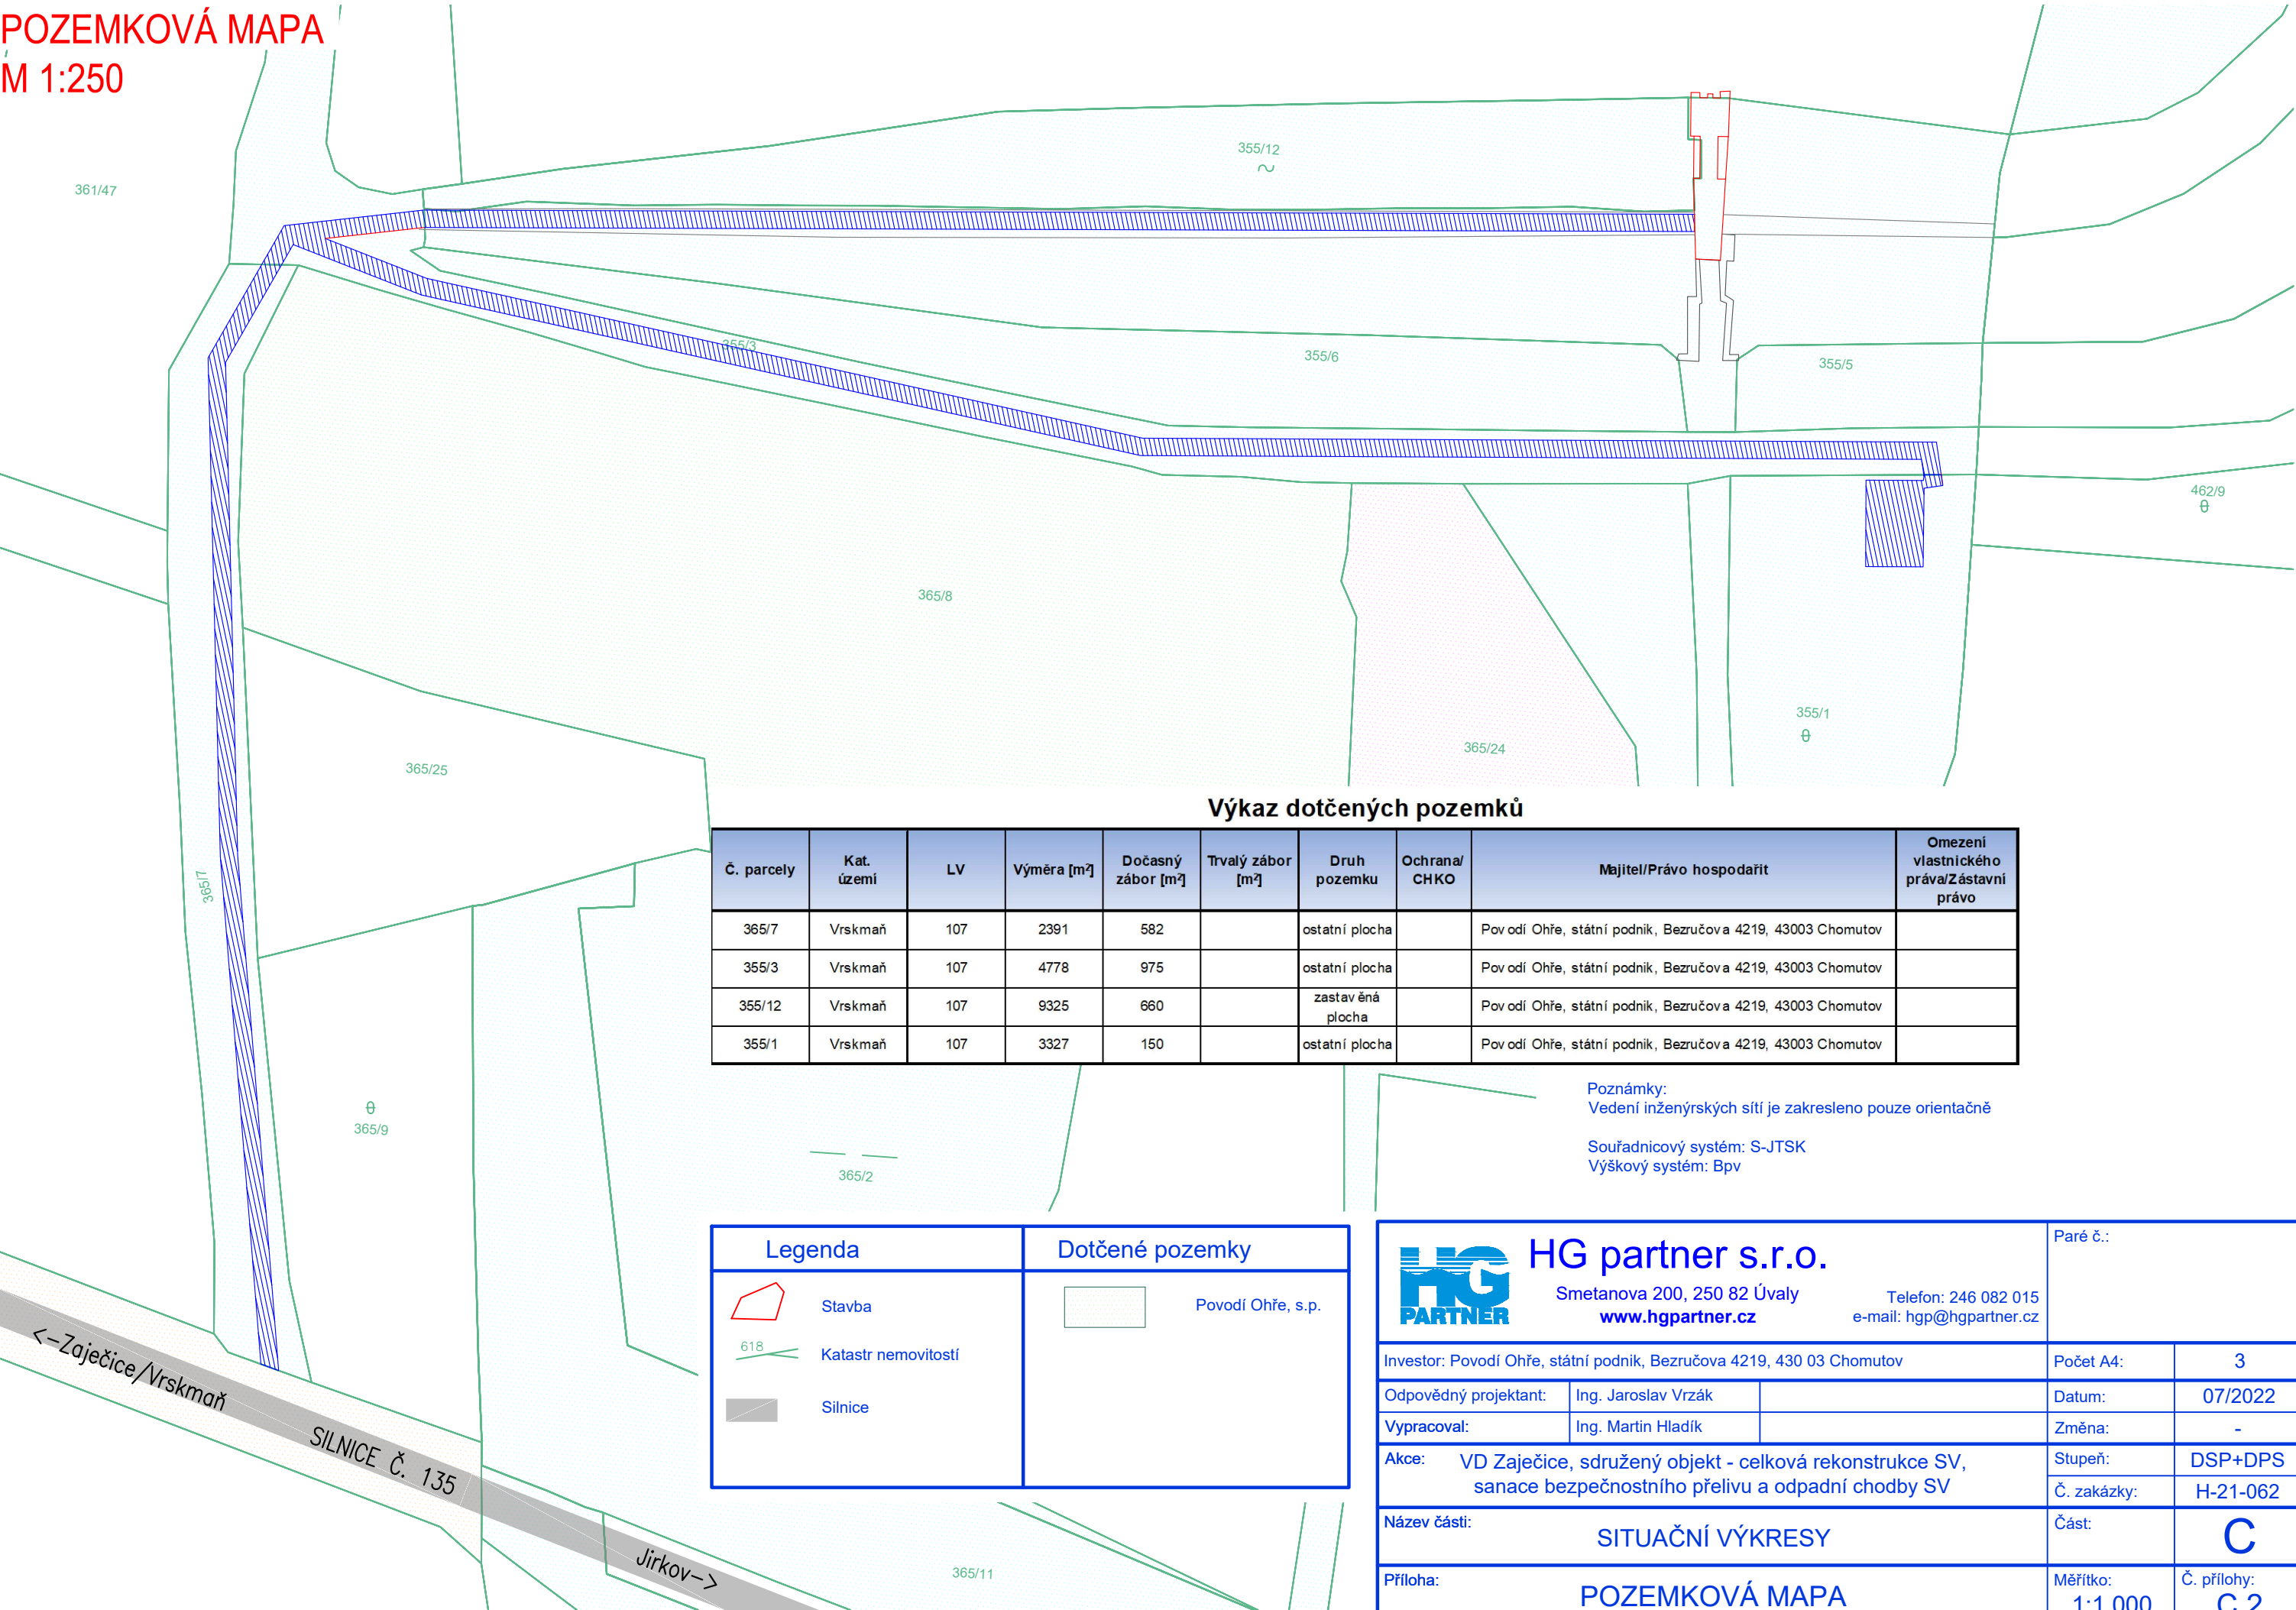 POZEMKOVÁ MAPA
M 1:250
361/47
355/12
355/3
355/6
355/5
462/9
365/8
355/1
365/24
365/25
365/7
365/9
365/2
365/11
<-Zaječice/Vrskmaň
SILNICE Č. 135
Jirkov->
Výkaz dotčených pozemků
Č. parcely | Kat. území | LV | Výměra [m²] | Dočasný zábor [m²] | Trvalý zábor [m²] | Druh pozemku | Ochrana/ CHKO | Majitel/Právo hospodařit | Omezení vlastnického práva/Zástavní právo
365/7 | Vrskmaň | 107 | 2391 | 582 | ostatní plocha | Povodí Ohře, státní podnik, Bezručova 4219, 43003 Chomutov
355/3 | Vrskmaň | 107 | 4778 | 975 | ostatní plocha | Povodí Ohře, státní podnik, Bezručova 4219, 43003 Chomutov
355/12 | Vrskmaň | 107 | 9325 | 660 | zastavěná plocha | Povodí Ohře, státní podnik, Bezručova 4219, 43003 Chomutov
355/1 | Vrskmaň | 107 | 3327 | 150 | ostatní plocha | Povodí Ohře, státní podnik, Bezručova 4219, 43003 Chomutov
Poznámky:
Vedení inženýrských sítí je zakresleno pouze orientačně
Souřadnicový systém: S-JTSK
Výškový systém: Bpv
Legenda
Stavba
618
Katastr nemovitostí
Silnice
Dotčené pozemky
Povodí Ohře, s.p.
HG
PARTNER
HG partner s.r.o.
Smetanova 200, 250 82 Úvaly
www.hgpartner.cz
Telefon: 246 082 015
e-mail: hgp@hgpartner.cz
Paré č.:
Investor: Povodí Ohře, státní podnik, Bezručova 4219, 430 03 Chomutov
Počet A4: 3
Odpovědný projektant: Ing. Jaroslav Vrzák
Datum: 07/2022
Vypracoval: Ing. Martin Hladík
Změna: -
Akce: VD Zaječice, sdružený objekt - celková rekonstrukce SV,
sanace bezpečnostního přelivu a odpadní chodby SV
Stupeň: DSP+DPS
Č. zakázky: H-21-062
Název části: SITUAČNÍ VÝKRESY
Část: C
Příloha: POZEMKOVÁ MAPA
Měřítko: 1:1 000
Č. přílohy: C.2